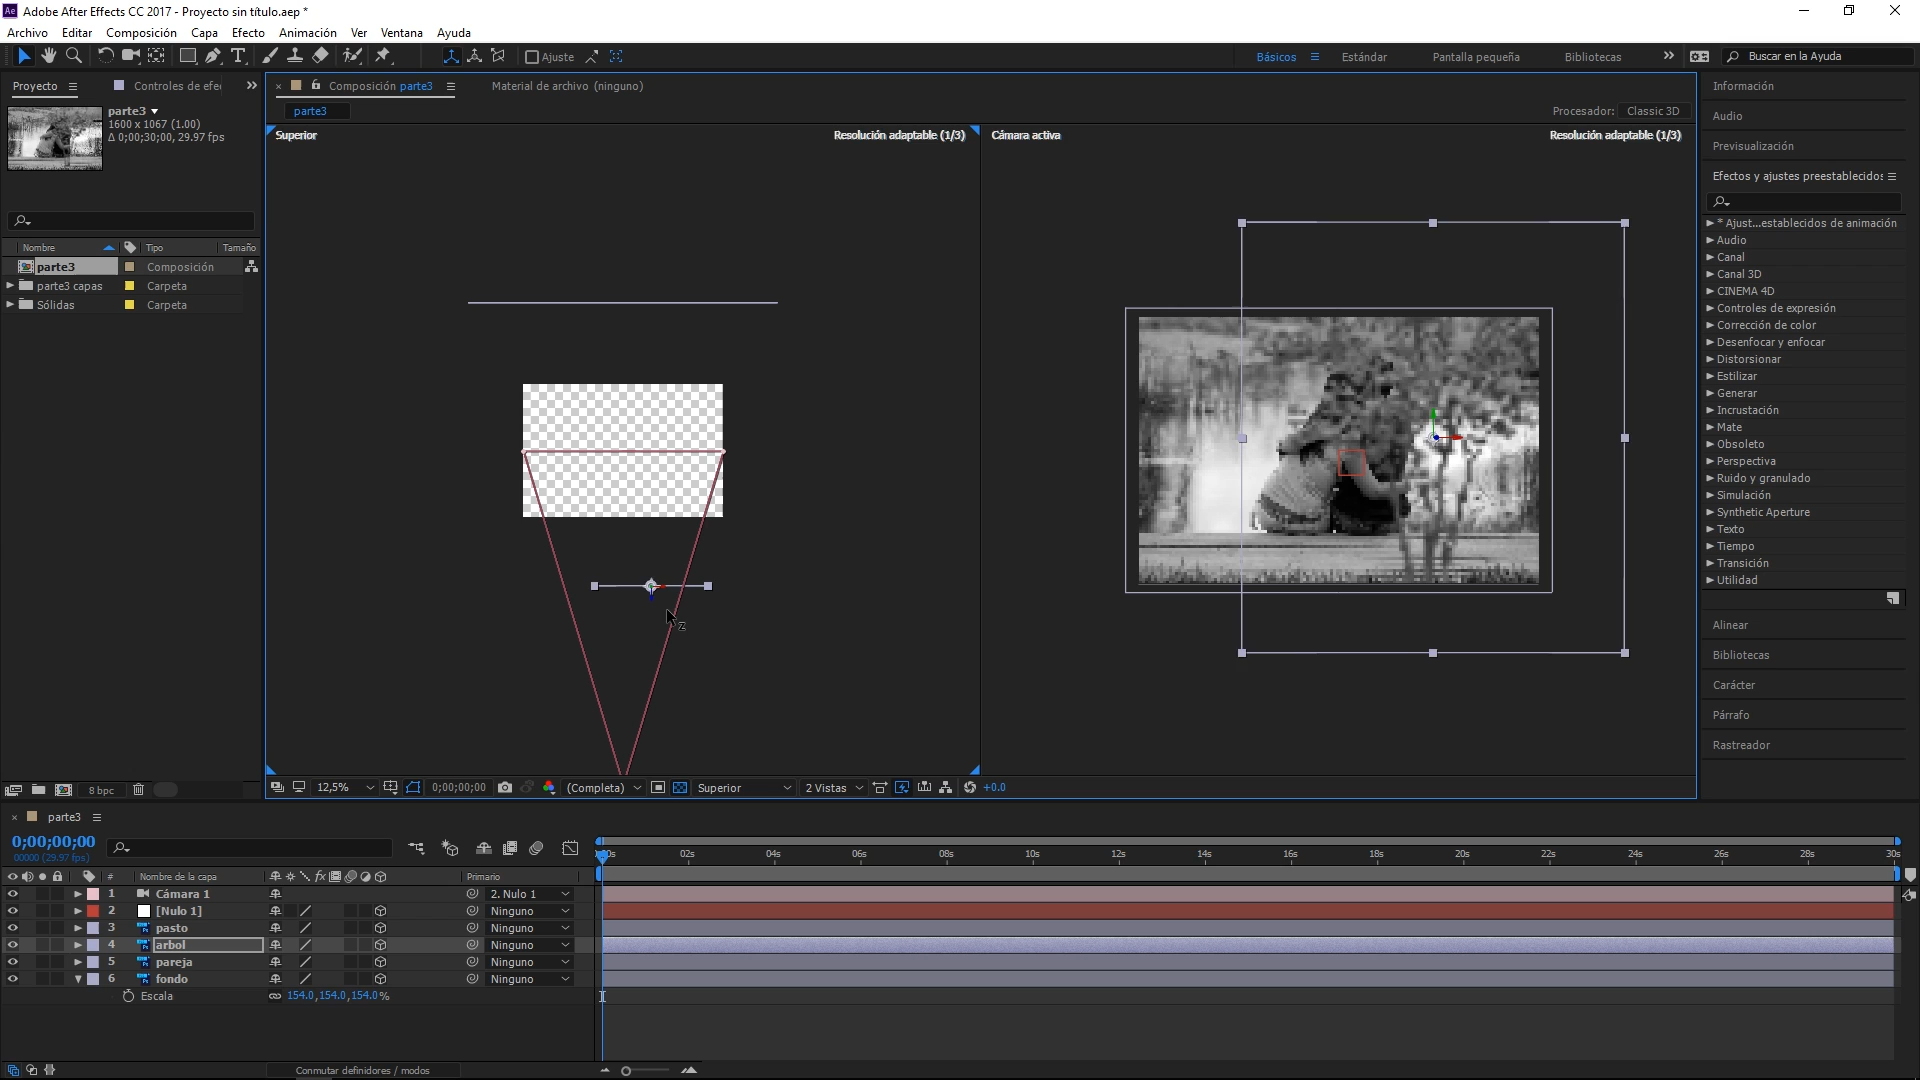 Adobe After Effects CC 2017 - Proyecto sin título.aep *
Archivo Editar Composición Capa Efecto Animación Ver Ventana Ayuda
Ajuste
Básicos Estándar Pantalla pequeña Bibliotecas Buscar en la Ayuda
Proyecto Controles de efe
parte3
1600 x 1067 (1.00)
Δ 0;00;30;00, 29.97 fps
Nombre Tipo Tamaño
parte3 Composición
parte3 capas Carpeta
Sólidas Carpeta
8 bpc
Composición parte3 Material de archivo (ninguno)
parte3 Procesador: Classic 3D
Superior Resolución adaptable (1/3) Cámara activa Resolución adaptable (1/3)
12,5% 0;00;00;00 (Completa) Superior 2 Vistas +0.0
Información
Audio
Previsualización
Efectos y ajustes preestablecidos
* Ajust...establecidos de animación
Audio
Canal
Canal 3D
CINEMA 4D
Controles de expresión
Corrección de color
Desenfocar y enfocar
Distorsionar
Estilizar
Generar
Incrustación
Mate
Obsoleto
Perspectiva
Ruido y granulado
Simulación
Synthetic Aperture
Texto
Tiempo
Transición
Utilidad
Alinear
Bibliotecas
Carácter
Párrafo
Rastreador
parte3
0;00;00;00
00000 (29.97 fps)
# Nombre de la capa Primario
02s 04s 06s 08s 10s 12s 14s 16s 18s 20s 22s 24s 26s 28s 30s
1 Cámara 1 2. Nulo 1
2 [Nulo 1] Ninguno
3 pasto Ninguno
4 arbol Ninguno
5 pareja Ninguno
6 fondo Ninguno
Escala 154.0,154.0,154.0%
Conmutar definidores / modos